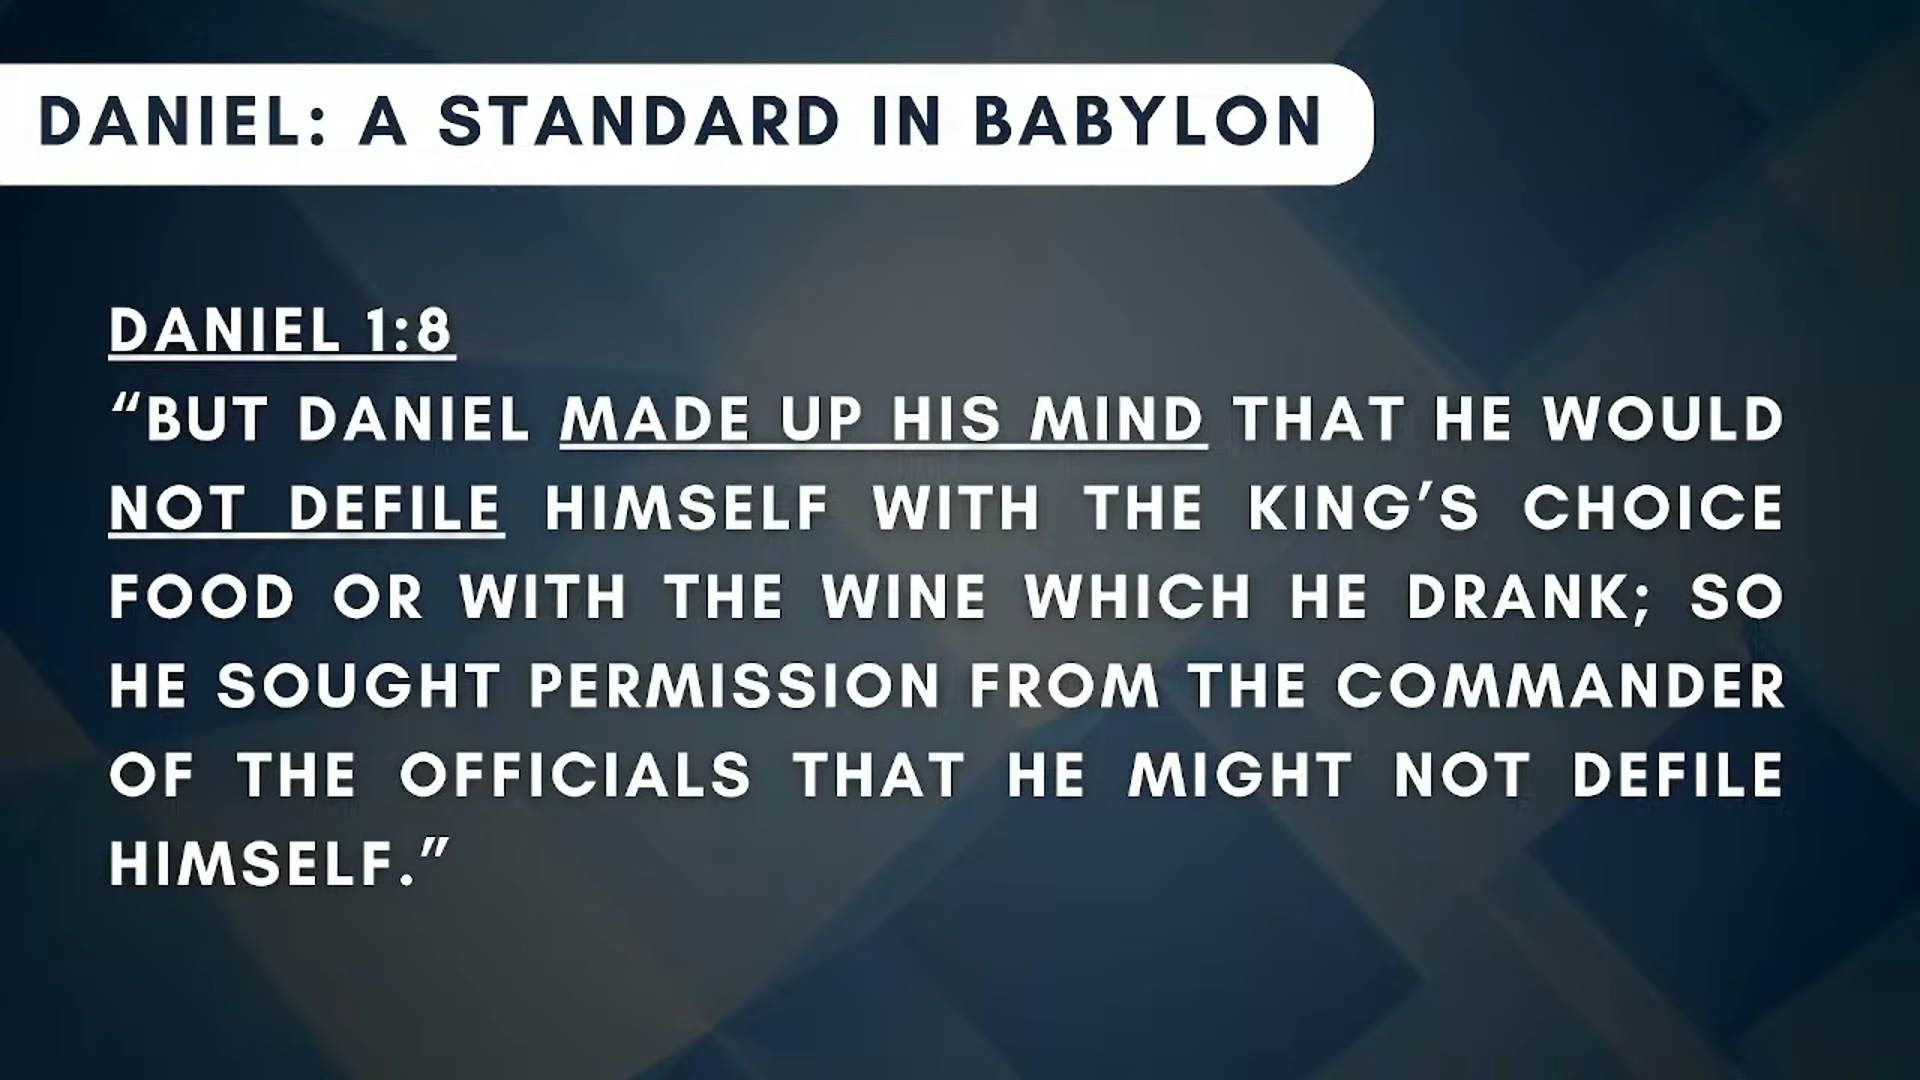 DANIEL: A STANDARD IN BABYLON
DANIEL 1:8
“BUT DANIEL MADE UP HIS MIND THAT HE WOULD
NOT DEFILE HIMSELF WITH THE KING’S CHOICE
FOOD OR WITH THE WINE WHICH HE DRANK; SO
HE SOUGHT PERMISSION FROM THE COMMANDER
OF THE OFFICIALS THAT HE MIGHT NOT DEFILE
HIMSELF.”